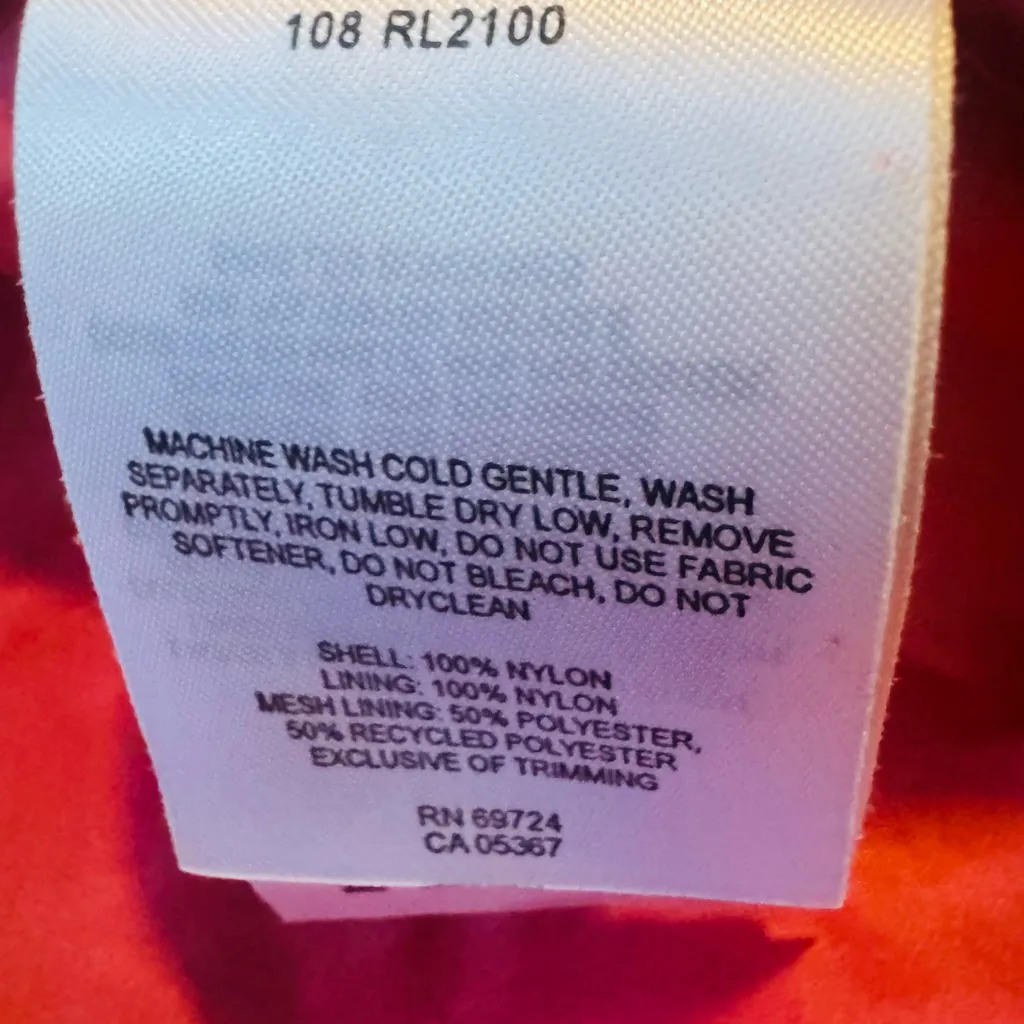 108 RL2100
MACHINE WASH COLD GENTLE, WASH
SEPARATELY, TUMBLE DRY LOW, REMOVE
PROMPTLY, IRON LOW, DO NOT USE FABRIC
SOFTENER, DO NOT BLEACH, DO NOT
DRYCLEAN
SHELL: 100% NYLON
LINING: 100% NYLON
MESH LINING: 50% POLYESTER,
50% RECYCLED POLYESTER
EXCLUSIVE OF TRIMMING
RN 69724
CA 05367